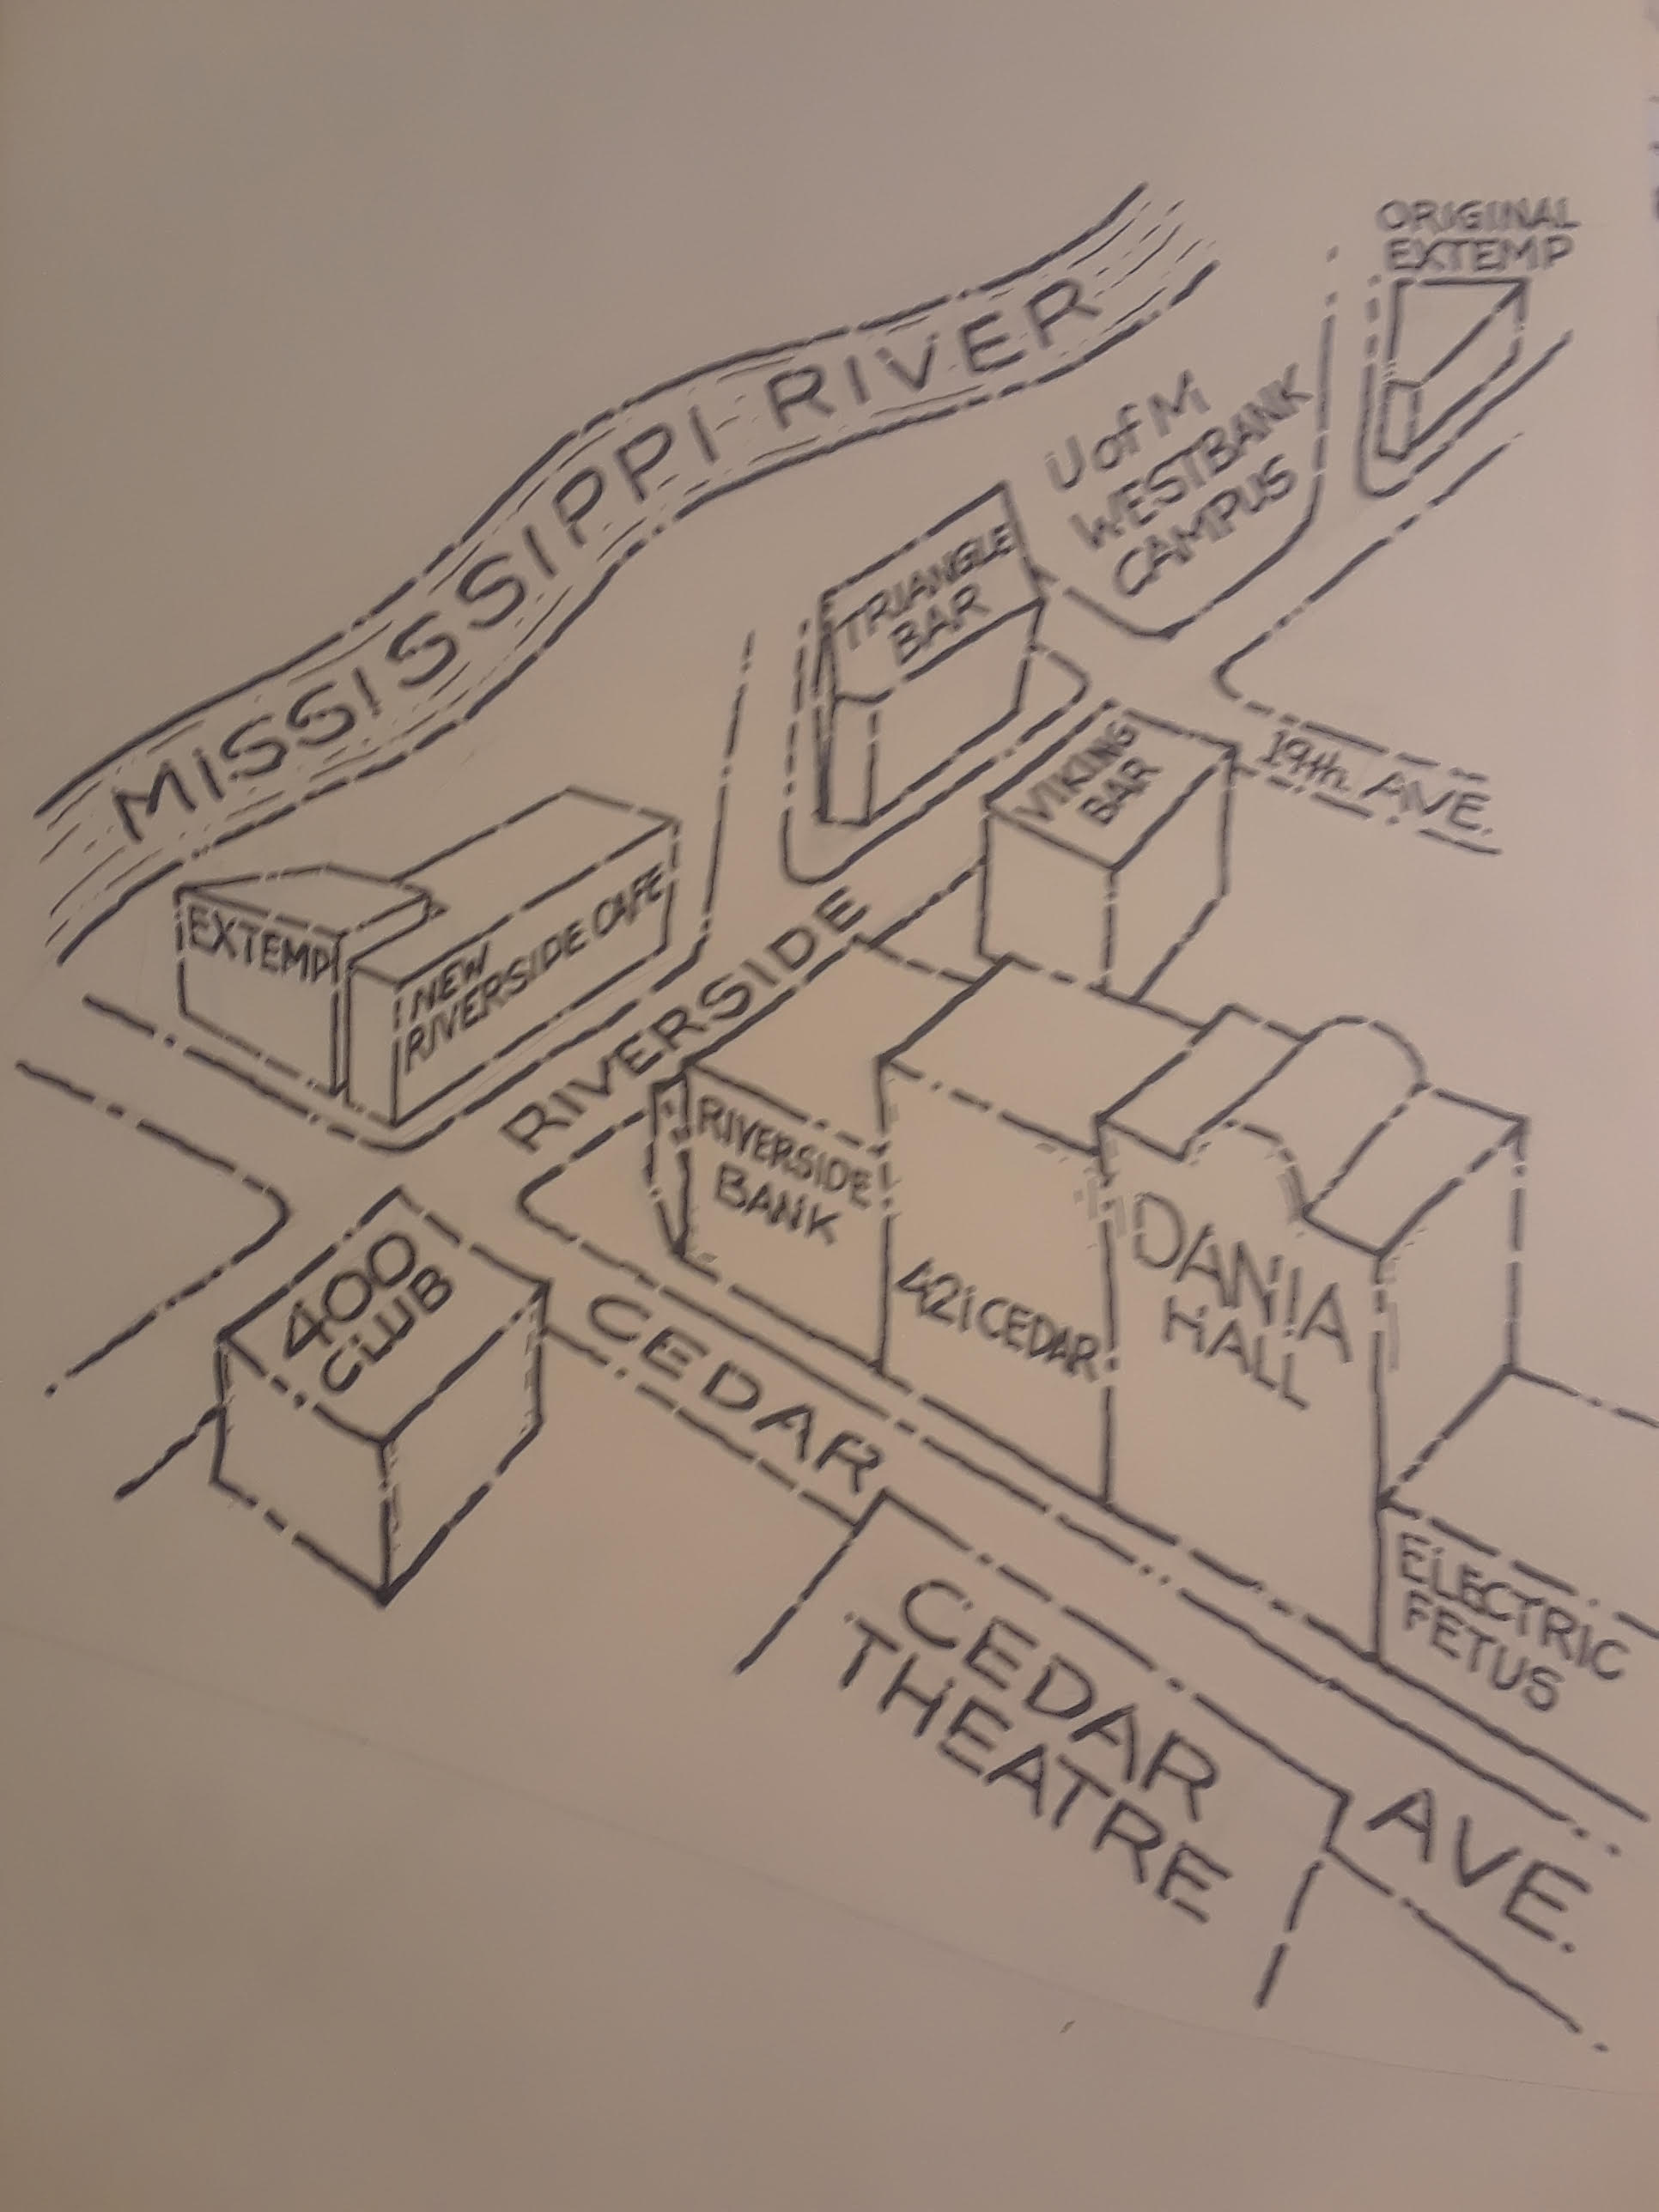 ORIGINAL
EXTEMP
MISSISSIPPI RIVER
U of M
WESTBANK
CAMPUS
TRIANGLE
BAR
VIKING
BAR
19th. AVE.
EXTEMP
NEW
RIVERSIDE CAFE
RIVERSIDE
RIVERSIDE
BANK
421 CEDAR
DANIA
HALL
400
CLUB
CEDAR
ELECTRIC
FETUS
CEDAR
THEATRE
AVE.